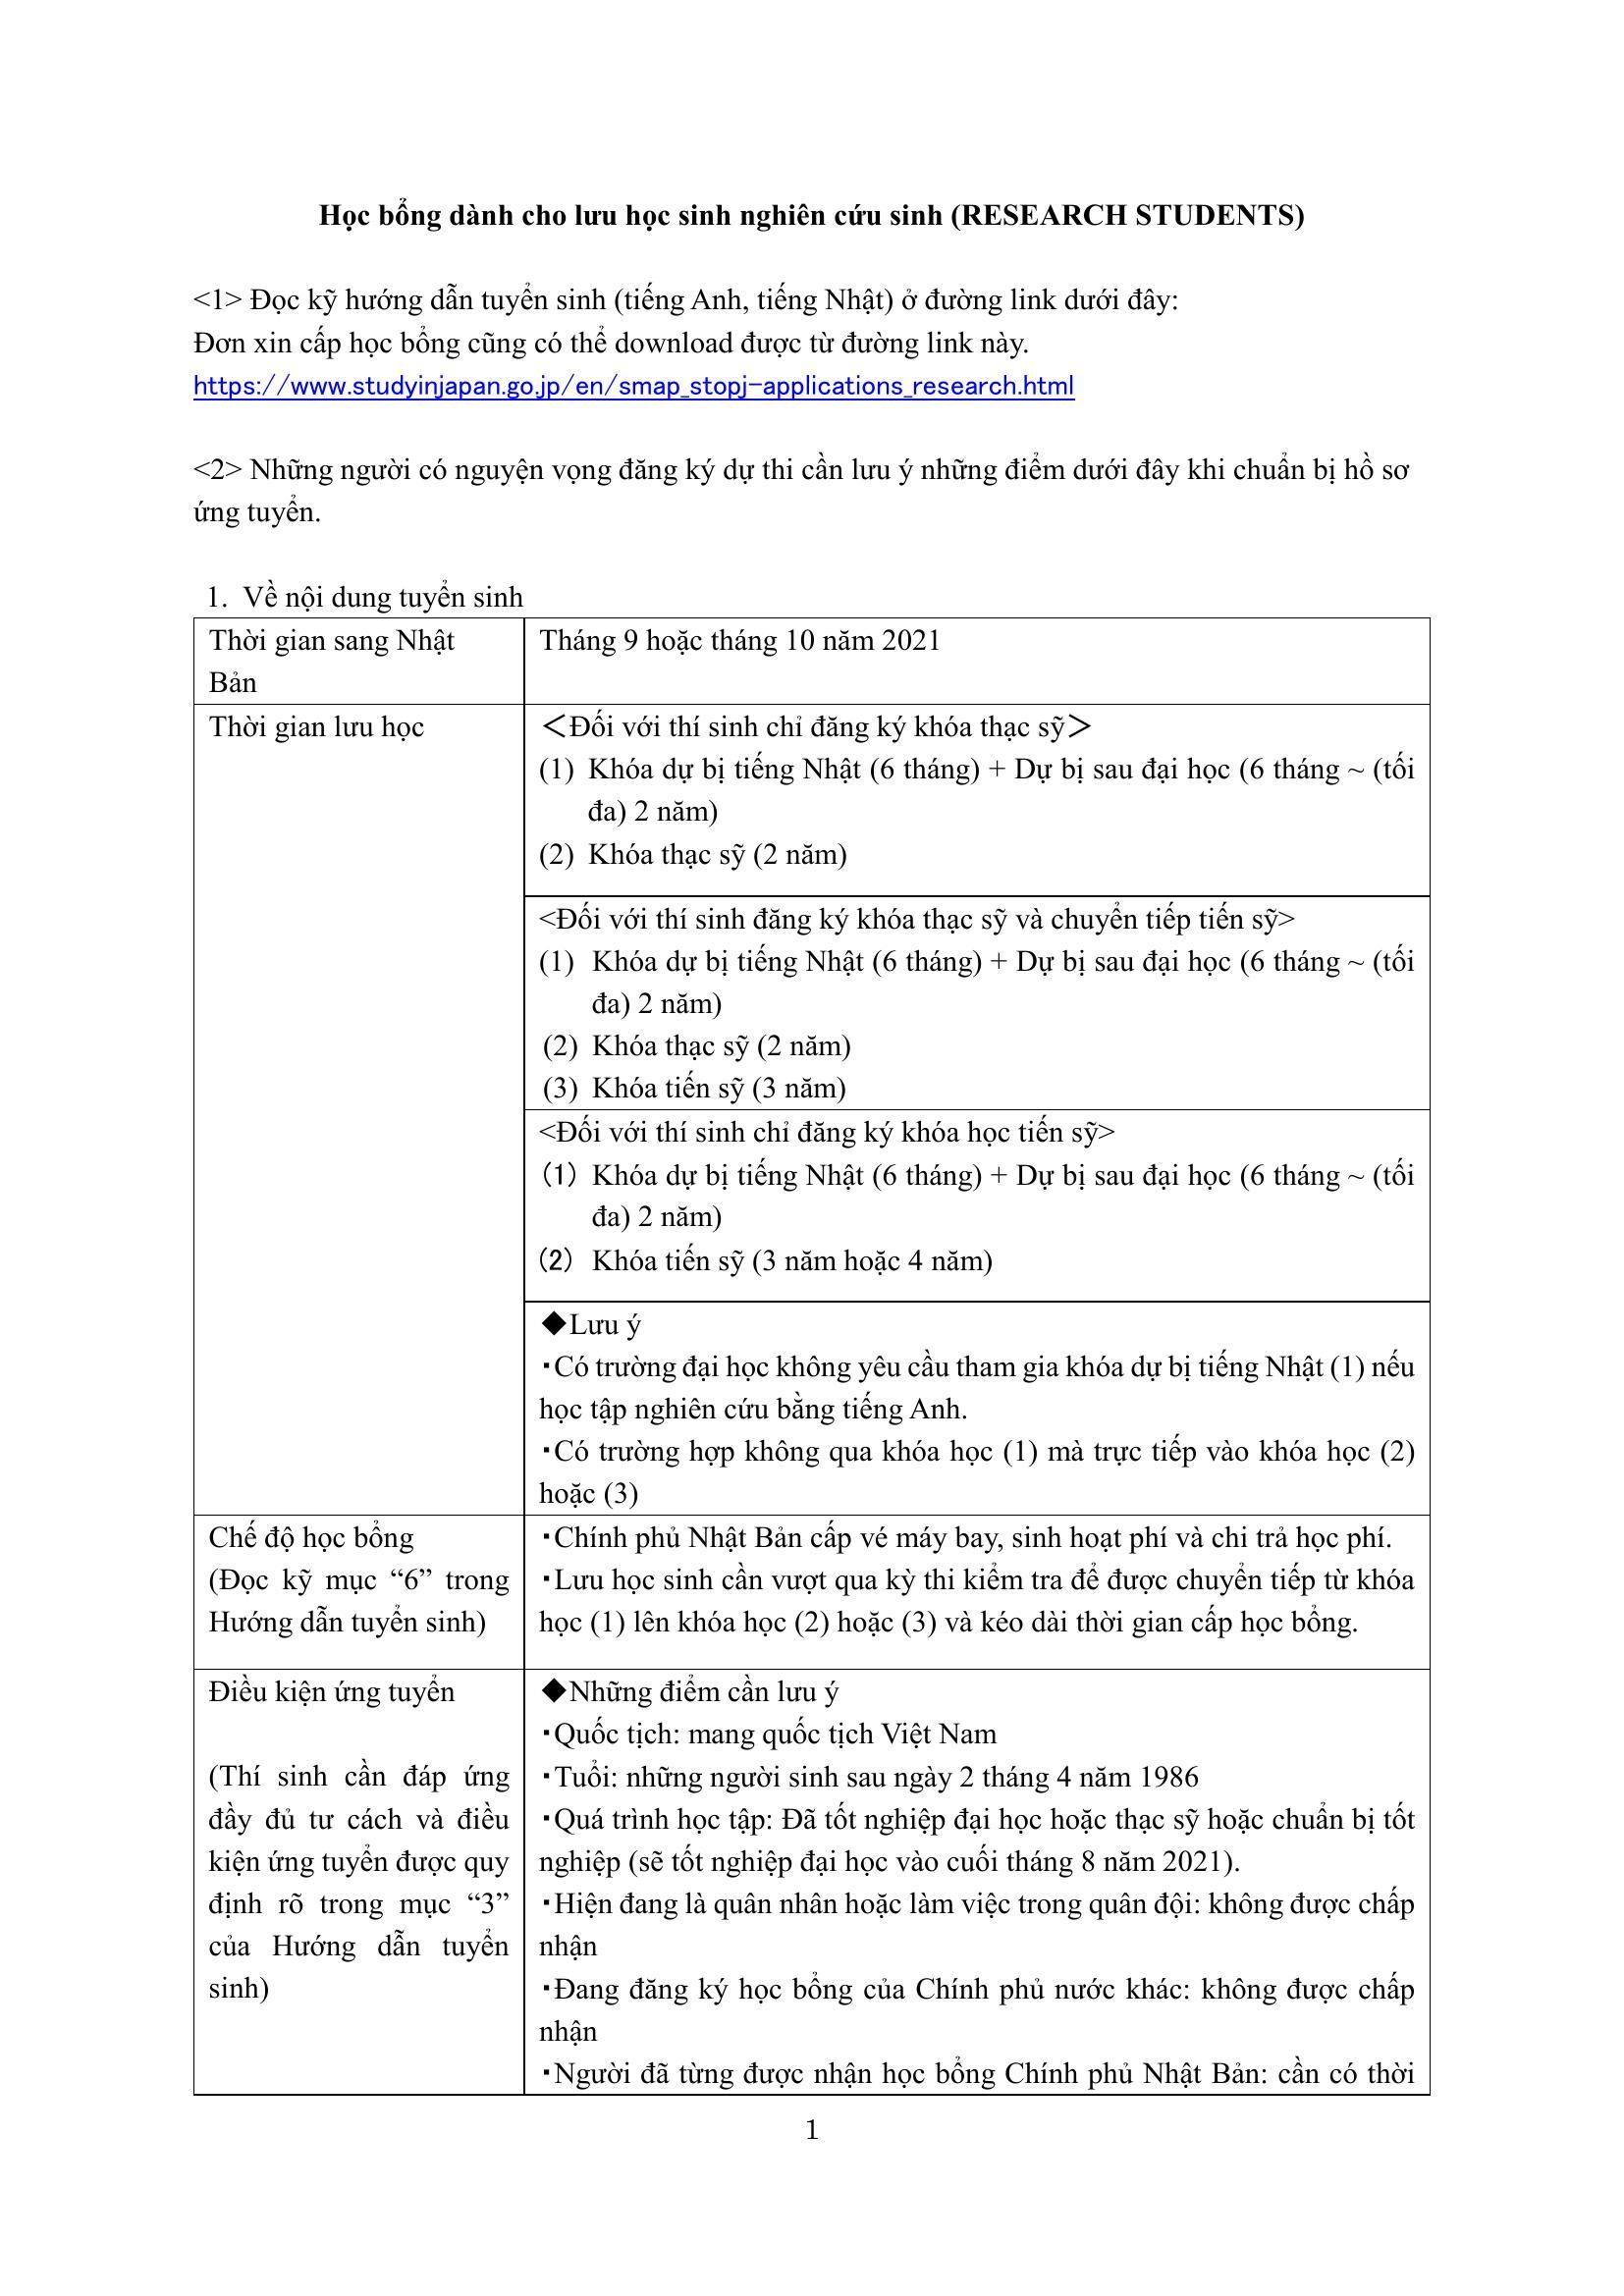 Học bổng dành cho lưu học sinh nghiên cứu sinh (RESEARCH STUDENTS)
<1> Đọc kỹ hướng dẫn tuyển sinh (tiếng Anh, tiếng Nhật) ở đường link dưới đây:
Đơn xin cấp học bổng cũng có thể download được từ đường link này.
https://www.studyinjapan.go.jp/en/smap_stopj-applications_research.html
<2> Những người có nguyện vọng đăng ký dự thi cần lưu ý những điểm dưới đây khi chuẩn bị hồ sơ
ứng tuyển.
1. Về nội dung tuyển sinh
Thời gian sang Nhật
Bản
Tháng 9 hoặc tháng 10 năm 2021
Thời gian lưu học
＜Đối với thí sinh chỉ đăng ký khóa thạc sỹ＞
(1) Khóa dự bị tiếng Nhật (6 tháng) + Dự bị sau đại học (6 tháng ~ (tối
đa) 2 năm)
(2) Khóa thạc sỹ (2 năm)
<Đối với thí sinh đăng ký khóa thạc sỹ và chuyển tiếp tiến sỹ>
(1) Khóa dự bị tiếng Nhật (6 tháng) + Dự bị sau đại học (6 tháng ~ (tối
đa) 2 năm)
(2) Khóa thạc sỹ (2 năm)
(3) Khóa tiến sỹ (3 năm)
<Đối với thí sinh chỉ đăng ký khóa học tiến sỹ>
(1) Khóa dự bị tiếng Nhật (6 tháng) + Dự bị sau đại học (6 tháng ~ (tối
đa) 2 năm)
(2) Khóa tiến sỹ (3 năm hoặc 4 năm)
◆Lưu ý
・Có trường đại học không yêu cầu tham gia khóa dự bị tiếng Nhật (1) nếu
học tập nghiên cứu bằng tiếng Anh.
・Có trường hợp không qua khóa học (1) mà trực tiếp vào khóa học (2)
hoặc (3)
Chế độ học bổng
(Đọc kỹ mục “6” trong
Hướng dẫn tuyển sinh)
・Chính phủ Nhật Bản cấp vé máy bay, sinh hoạt phí và chi trả học phí.
・Lưu học sinh cần vượt qua kỳ thi kiểm tra để được chuyển tiếp từ khóa
học (1) lên khóa học (2) hoặc (3) và kéo dài thời gian cấp học bổng.
Điều kiện ứng tuyển
(Thí sinh cần đáp ứng
đầy đủ tư cách và điều
kiện ứng tuyển được quy
định rõ trong mục “3”
của Hướng dẫn tuyển
sinh)
◆Những điểm cần lưu ý
・Quốc tịch: mang quốc tịch Việt Nam
・Tuổi: những người sinh sau ngày 2 tháng 4 năm 1986
・Quá trình học tập: Đã tốt nghiệp đại học hoặc thạc sỹ hoặc chuẩn bị tốt
nghiệp (sẽ tốt nghiệp đại học vào cuối tháng 8 năm 2021).
・Hiện đang là quân nhân hoặc làm việc trong quân đội: không được chấp
nhận
・Đang đăng ký học bổng của Chính phủ nước khác: không được chấp
nhận
・Người đã từng được nhận học bổng Chính phủ Nhật Bản: cần có thời
1